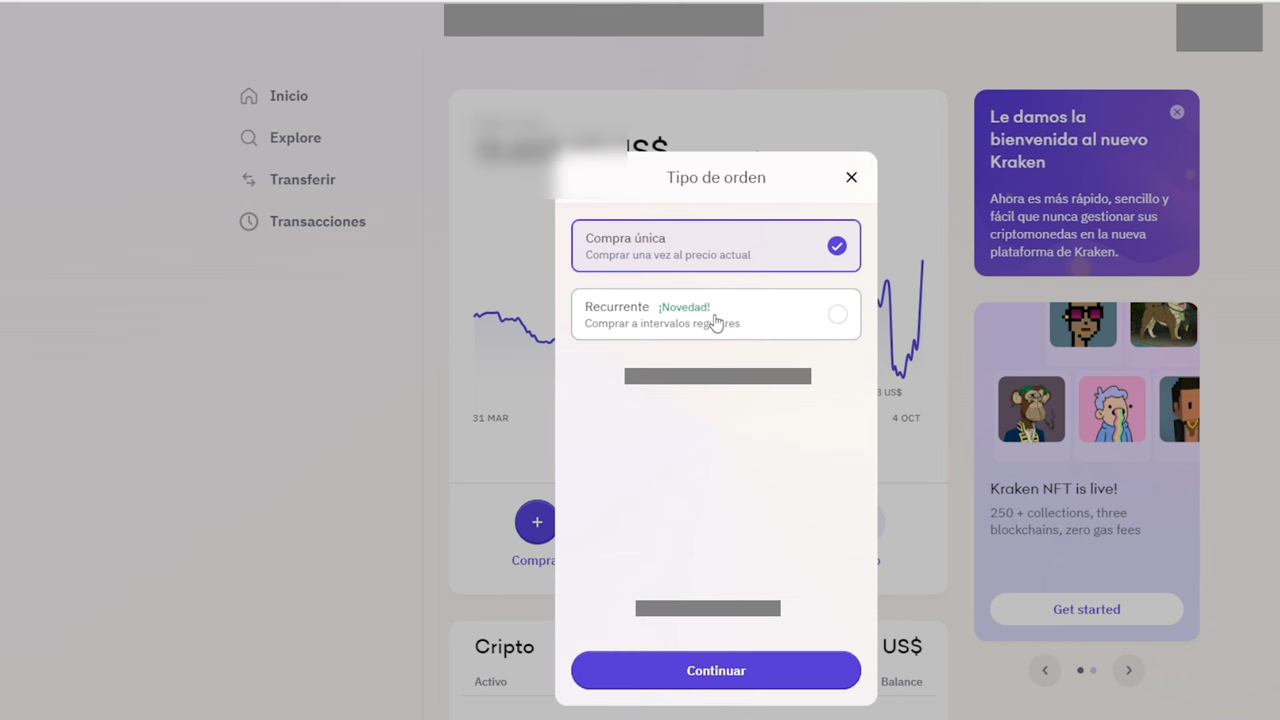 Inicio
Explore
Transferir
Transacciones
US$
Tipo de orden
Compra única
Comprar una vez al precio actual
Recurrente ¡Novedad!
Comprar a intervalos
31 MAR
US$
4 OCT
Cripto
US$
Activo
Balance
Continuar
Le damos la
bienvenida al nuevo
Kraken
Ahora es más rápido, sencillo y
fácil que nunca gestionar sus
criptomonedas en la nueva
plataforma de Kraken.
Kraken NFT is live!
250 + collections, three
blockchains, zero gas fees
Get started